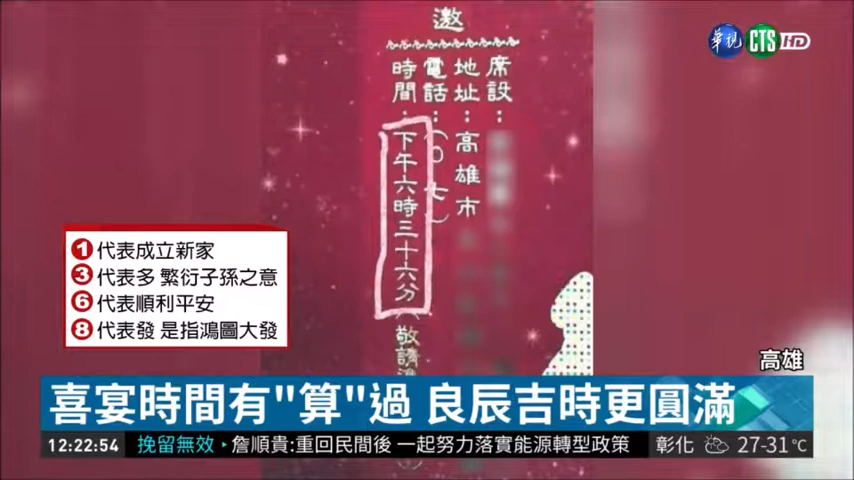 華視 CTS HD
邀
席設：
地址：高雄市
電話：(〇七)
時間：下午六時三十六分(敬請
1 代表成立新家
3 代表多 繁衍子孫之意
6 代表順利平安
8 代表發 是指鴻圖大發
高雄
喜宴時間有"算"過 良辰吉時更圓滿
12:22:54 挽留無效 ▸ 詹順貴:重回民間後 一起努力落實能源轉型政策 彰化 27-31°C